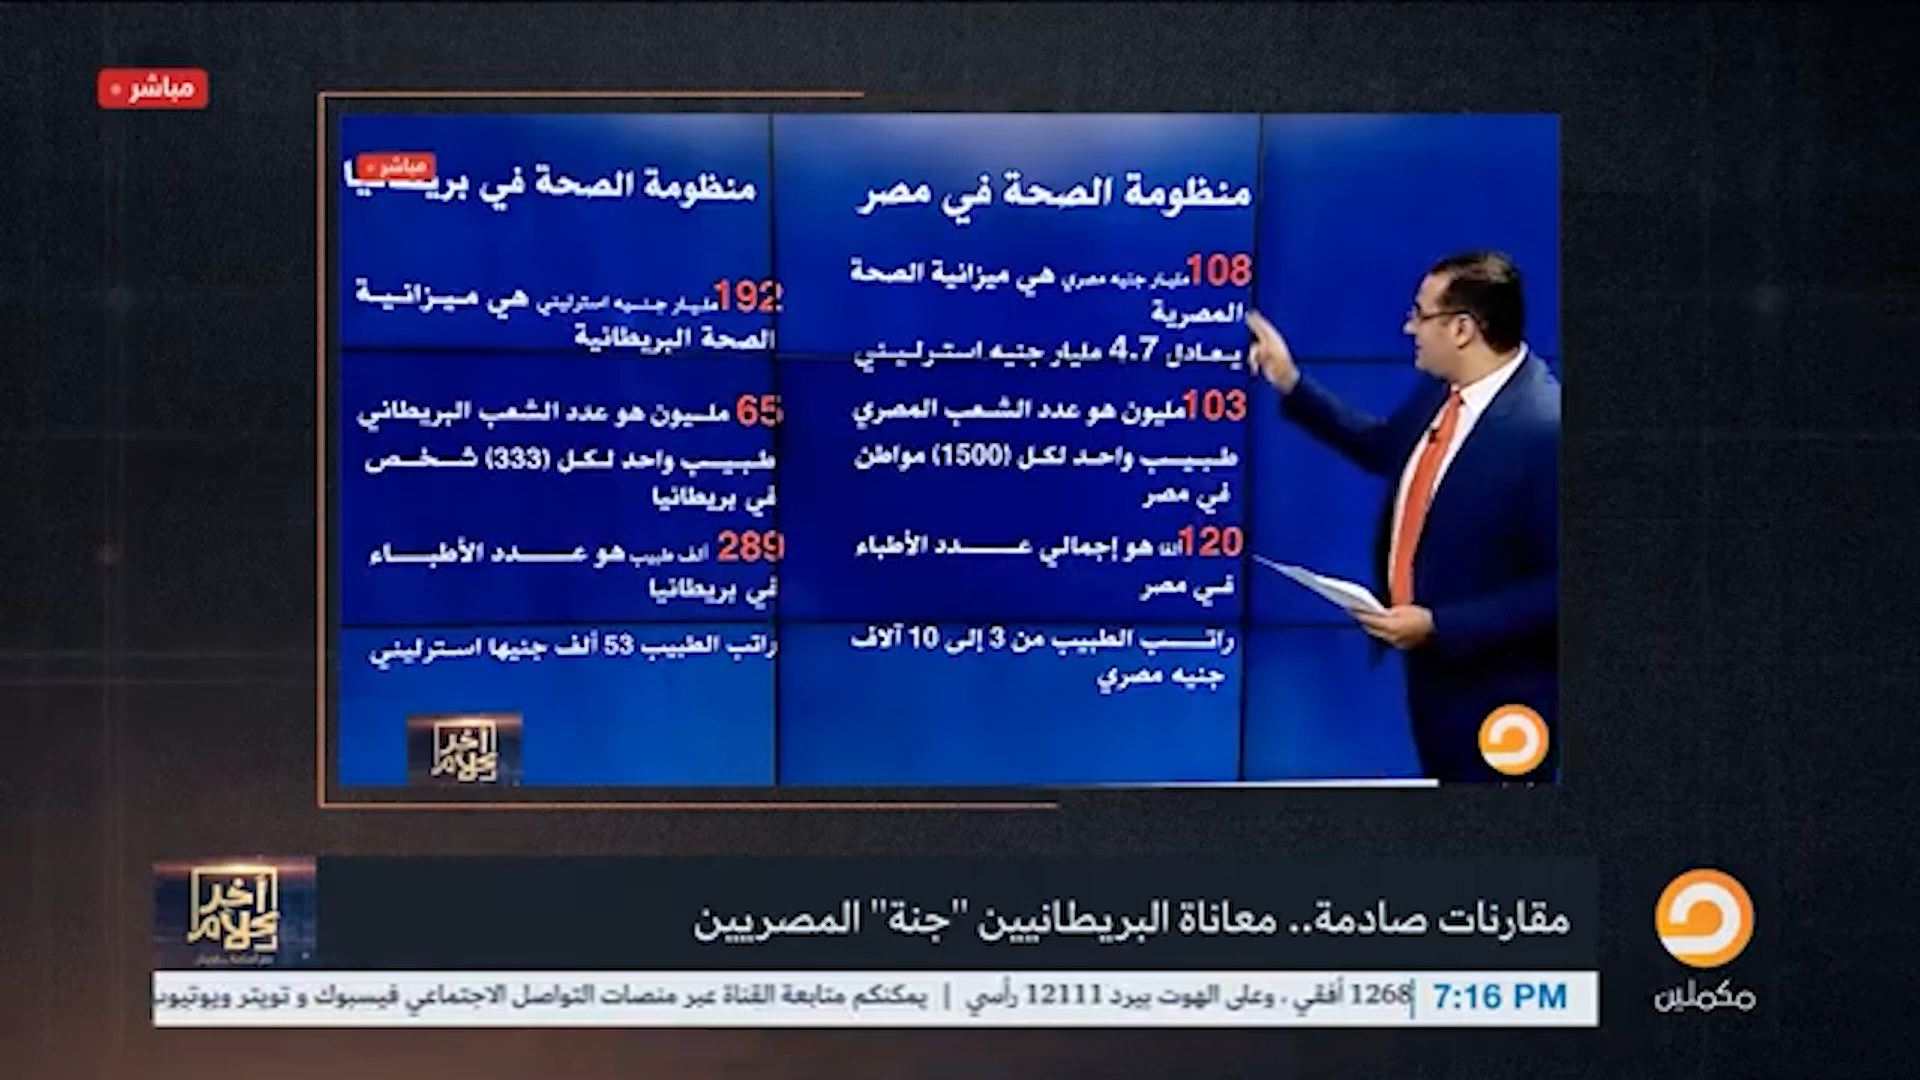 مباشر
مباشر
منظومة الصحة في مصر
108 مليار جنيه مصري هي ميزانية الصحة
المصرية
يعادل 4.7 مليار جنيه استرليني
103 مليون هو عدد الشعب المصري
طبيب واحد لكل (1500) مواطن
في مصر
120 ألفا هو إجمالي عدد الأطباء
في مصر
راتب الطبيب من 3 إلى 10 آلاف
جنيه مصري
منظومة الصحة في بريطانيا
192 مليار جنيه استرليني هي ميزانية
الصحة البريطانية
65 مليون هو عدد الشعب البريطاني
طبيب واحد لكل (333) شخص
في بريطانيا
289 ألف طبيب هو عدد الأطباء
في بريطانيا
راتب الطبيب 53 ألف جنيها استرليني
آخر كلام
آخر كلام
مقارنات صادمة.. معاناة البريطانيين "جنة" المصريين
مكملين
7:16 PM
1268 أفقي ، وعلى الهوت بيرد 12111 رأسي | يمكنكم متابعة القناة عبر منصات التواصل الاجتماعي فيسبوك و تويتر ويوتيوب